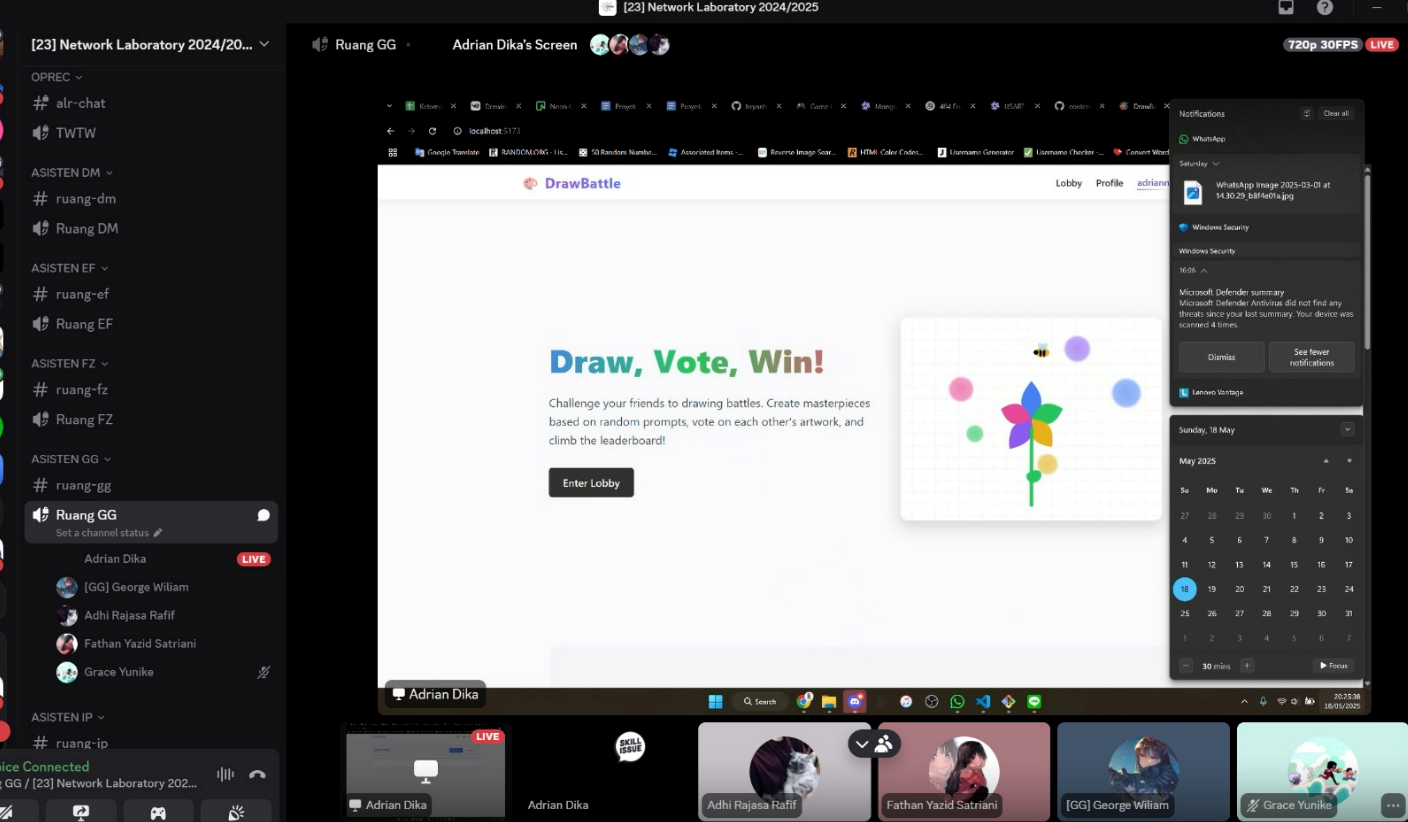 [23] Network Laboratory 2024/2025
[23] Network Laboratory 2024/20...
Ruang GG
Adrian Dika's Screen
720p 30FPS
LIVE
OPREC
alr-chat
TWTW
ASISTEN DM
ruang-dm
Ruang DM
ASISTEN EF
ruang-ef
Ruang EF
ASISTEN FZ
ruang-fz
Ruang FZ
ASISTEN GG
ruang-gg
Ruang GG
Set a channel status
Adrian Dika
LIVE
[GG] George Wiliam
Adhi Rajasa Rafif
Fathan Yazid Satriani
Grace Yunike
ASISTEN IP
ruang-ip
oice Connected
GG / [23] Network Laboratory 202...
Proyek
Proyek
localhost:5173
Google Translate
RANDOM.ORG - Lis...
50 Random Numbe...
Associated Items -...
Reverse Image Sear...
HTML Color Codes...
Username Generator
Username Checker -...
Convert Word
DrawBattle
Lobby
Profile
adriann
Draw, Vote, Win!
Challenge your friends to drawing battles. Create masterpieces
based on random prompts, vote on each other's artwork, and
climb the leaderboard!
Enter Lobby
Notifications
Clear all
WhatsApp
Saturday
WhatsApp Image 2025-03-01 at
14.30.29_b8f4e01a.jpg
Windows Security
Windows Security
16:06
Microsoft Defender summary
Microsoft Defender Antivirus did not find any
threats since your last summary. Your device was
scanned 4 times.
Dismiss
See fewer
notifications
Lenovo Vantage
Sunday, 18 May
May 2025
Su Mo Tu We Th Fr Sa
27 28 29 30 1 2 3
4 5 6 7 8 9 10
11 12 13 14 15 16 17
18 19 20 21 22 23 24
25 26 27 28 29 30 31
1 2 3 4 5 6 7
30 mins
Focus
Adrian Dika
Search
20:25:38
18/05/2025
LIVE
Adrian Dika
SKILL
ISSUE
Adrian Dika
Adhi Rajasa Rafif
Fathan Yazid Satriani
[GG] George Wiliam
Grace Yunike